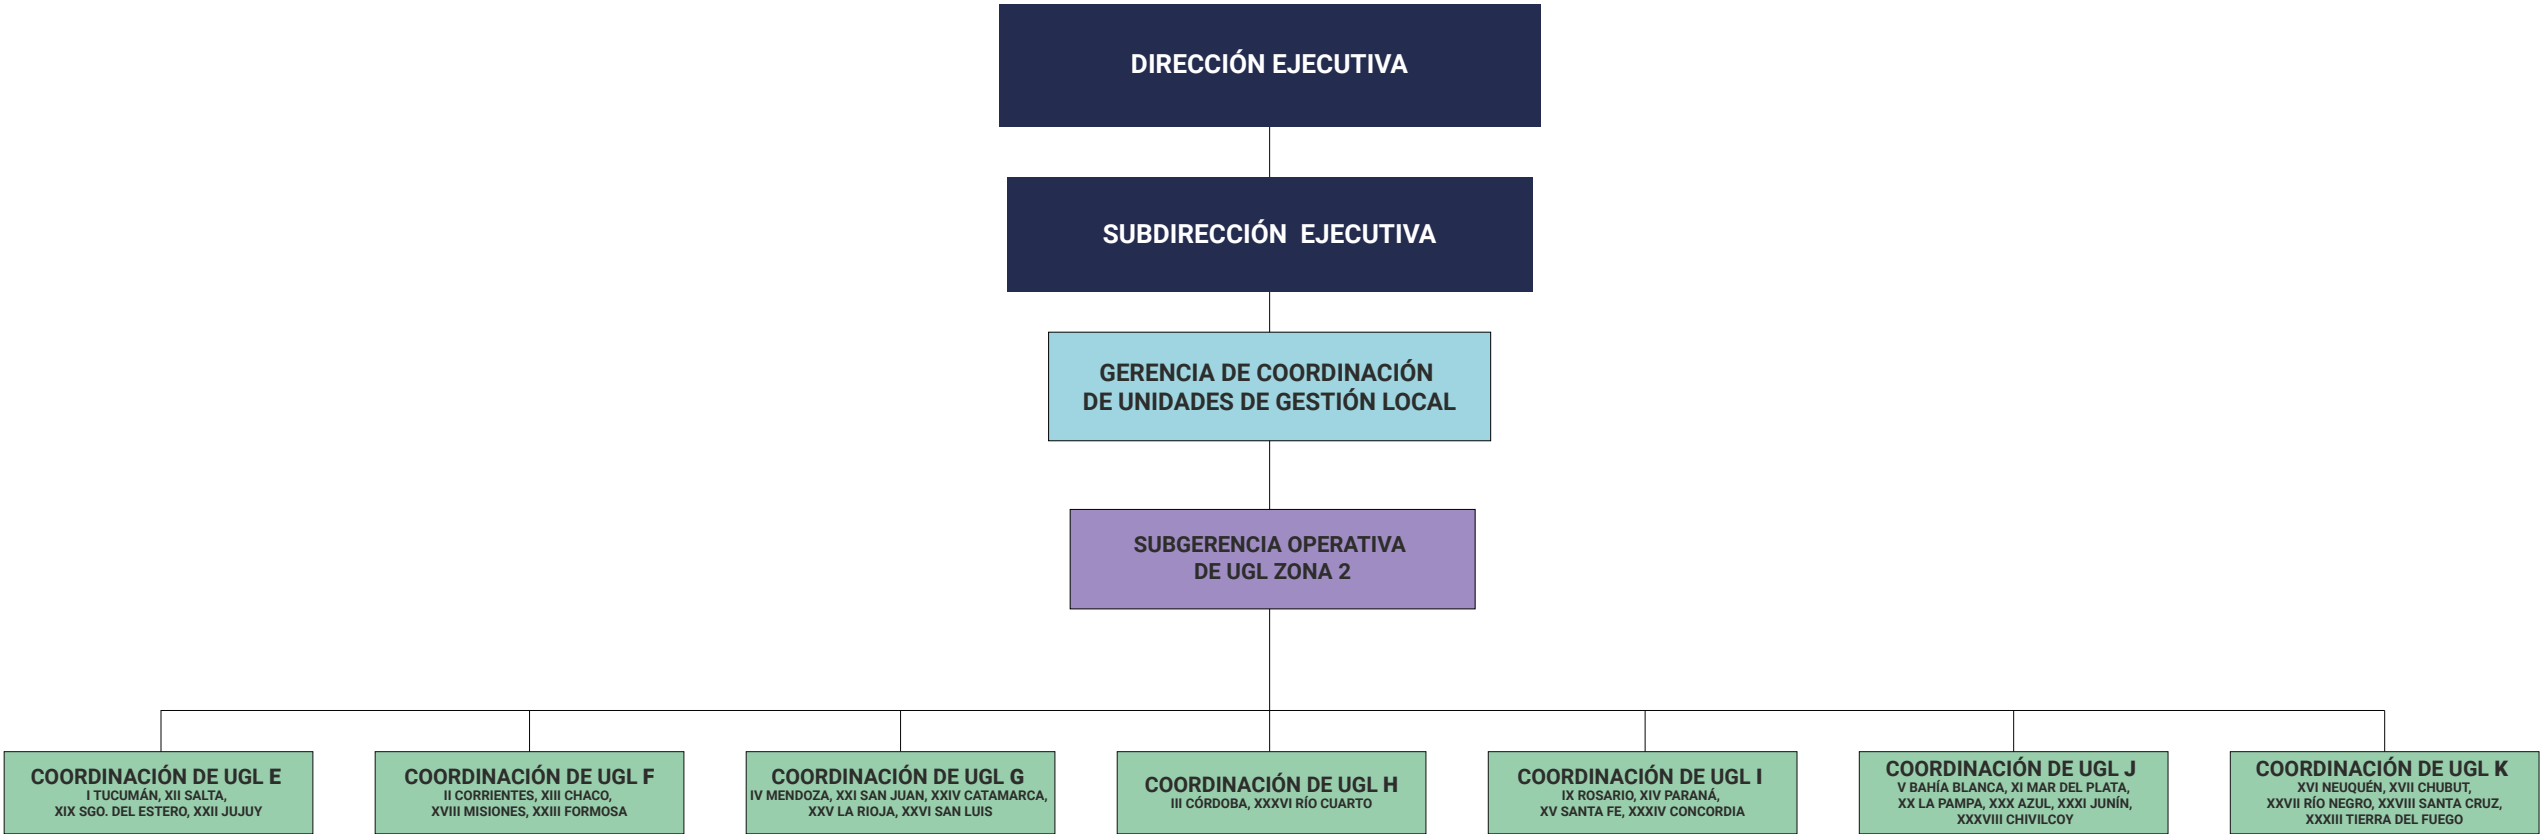 DIRECCIÓN EJECUTIVA
SUBDIRECCIÓN EJECUTIVA
GERENCIA DE COORDINACIÓN
DE UNIDADES DE GESTIÓN LOCAL
SUBGERENCIA OPERATIVA
DE UGL ZONA 2
COORDINACIÓN DE UGL E
I TUCUMÁN, XII SALTA,
XIX SGO. DEL ESTERO, XXII JUJUY
COORDINACIÓN DE UGL F
II CORRIENTES, XIII CHACO,
XVIII MISIONES, XXIII FORMOSA
COORDINACIÓN DE UGL G
IV MENDOZA, XXI SAN JUAN, XXIV CATAMARCA,
XXV LA RIOJA, XXVI SAN LUIS
COORDINACIÓN DE UGL H
III CÓRDOBA, XXXVI RÍO CUARTO
COORDINACIÓN DE UGL I
IX ROSARIO, XIV PARANÁ,
XV SANTA FE, XXXIV CONCORDIA
COORDINACIÓN DE UGL J
V BAHÍA BLANCA, XI MAR DEL PLATA,
XX LA PAMPA, XXX AZUL, XXXI JUNÍN,
XXXVIII CHIVILCOY
COORDINACIÓN DE UGL K
XVI NEUQUÉN, XVII CHUBUT,
XXVII RÍO NEGRO, XXVIII SANTA CRUZ,
XXXIII TIERRA DEL FUEGO